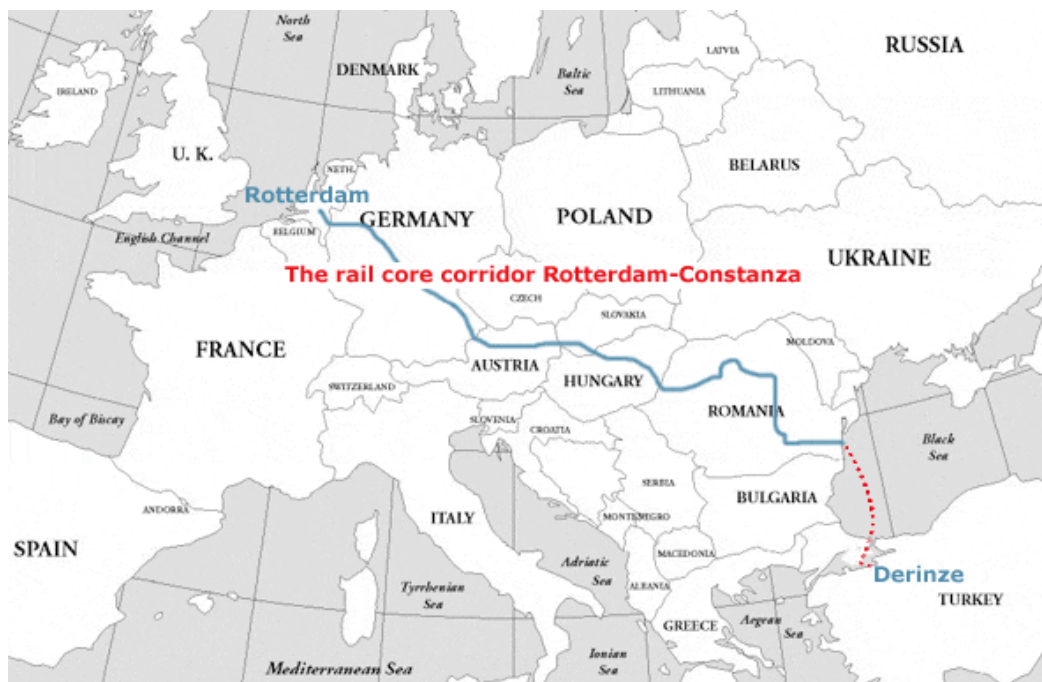 North
Sea
RUSSIA
LATVIA
DENMARK
Baltic
Sea
IRELAND
LITHUANIA
U. K.
BELARUS
NETH.
Rotterdam
GERMANY
POLAND
BELGIUM
English Channel
UKRAINE
The rail core corridor Rotterdam-Constanza
CZECH
SLOVAKIA
MOLDOVA
FRANCE
AUSTRIA
HUNGARY
SWITZERLAND
ROMANIA
Bay of Biscay
SLOVENIA
CROATIA
Black
Sea
SERBIA
BULGARIA
ANDORRA
ITALY
MONTENEGRO
SPAIN
MACEDONIA
Adriatic
Sea
Derinze
Tyrrhenian
Sea
ALBANIA
TURKEY
GREECE
Aegean
Sea
Ionian
Sea
Mediterranean Sea